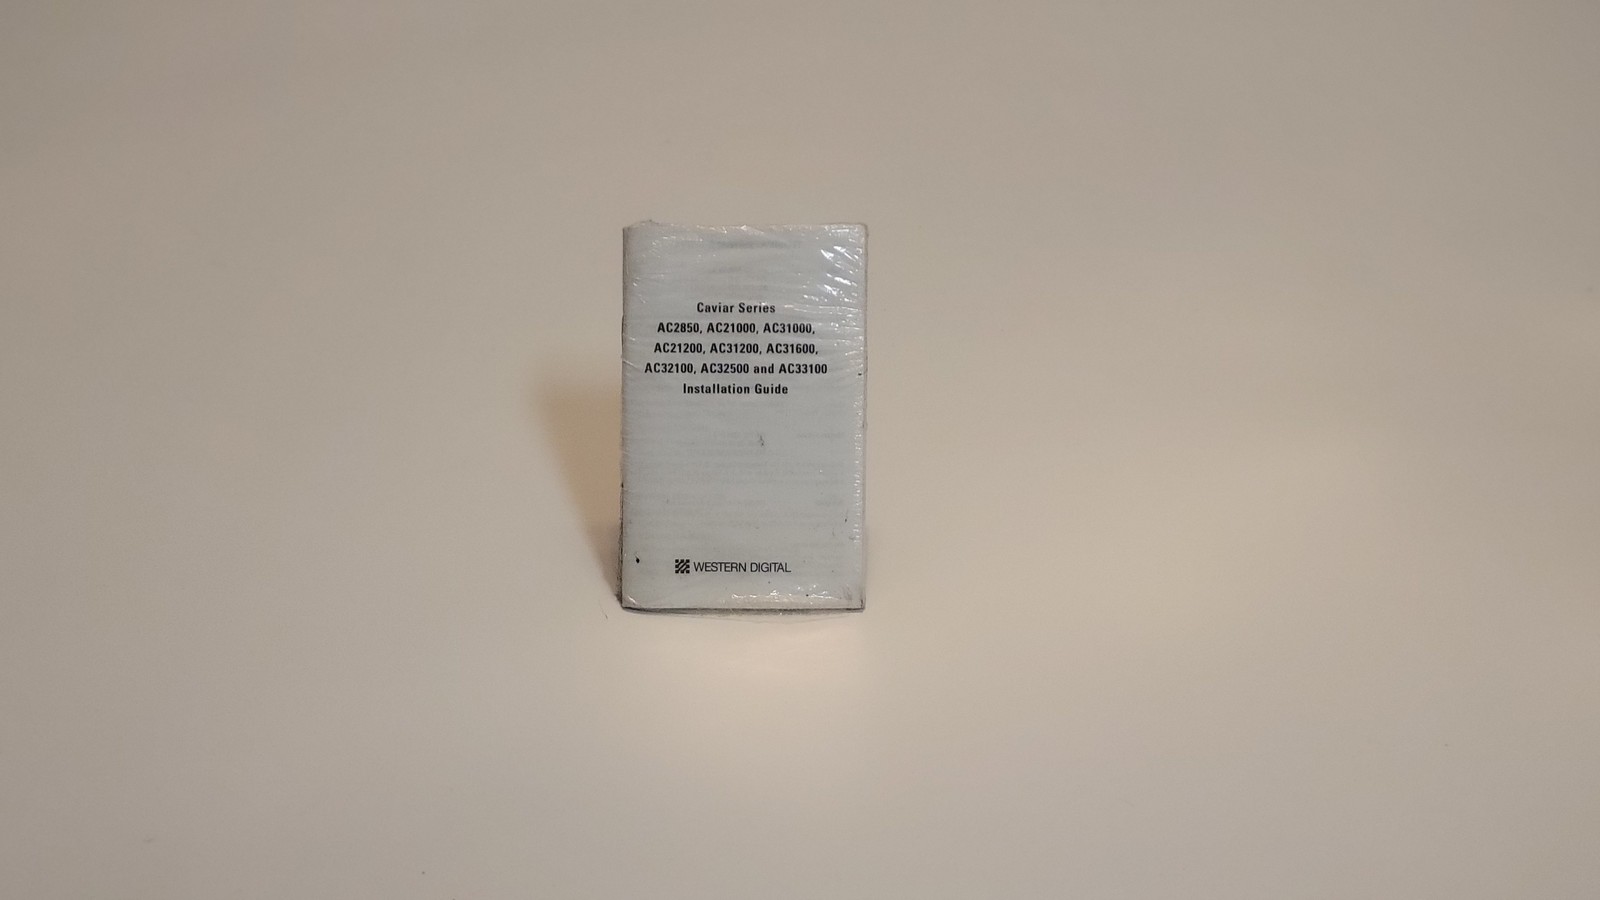 Caviar Series
AC2850, AC21000, AC31000,
AC21200, AC31200, AC31600,
AC32100, AC32500 and AC33100
Installation Guide
WESTERN DIGITAL